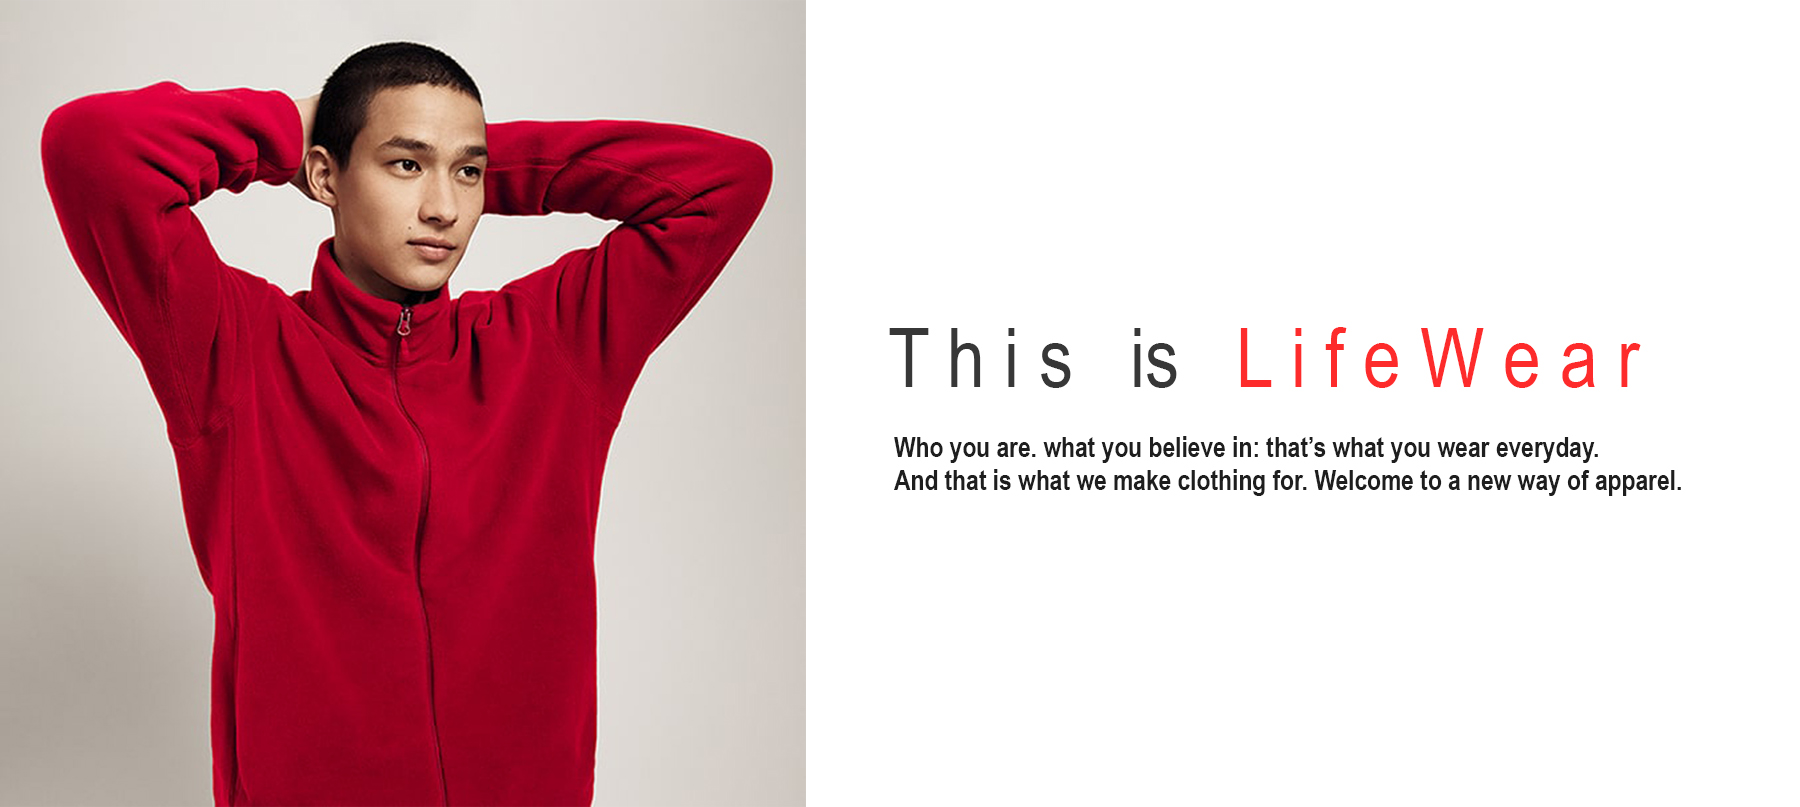 This is LifeWear
Who you are. what you believe in: that’s what you wear everyday.
And that is what we make clothing for. Welcome to a new way of apparel.